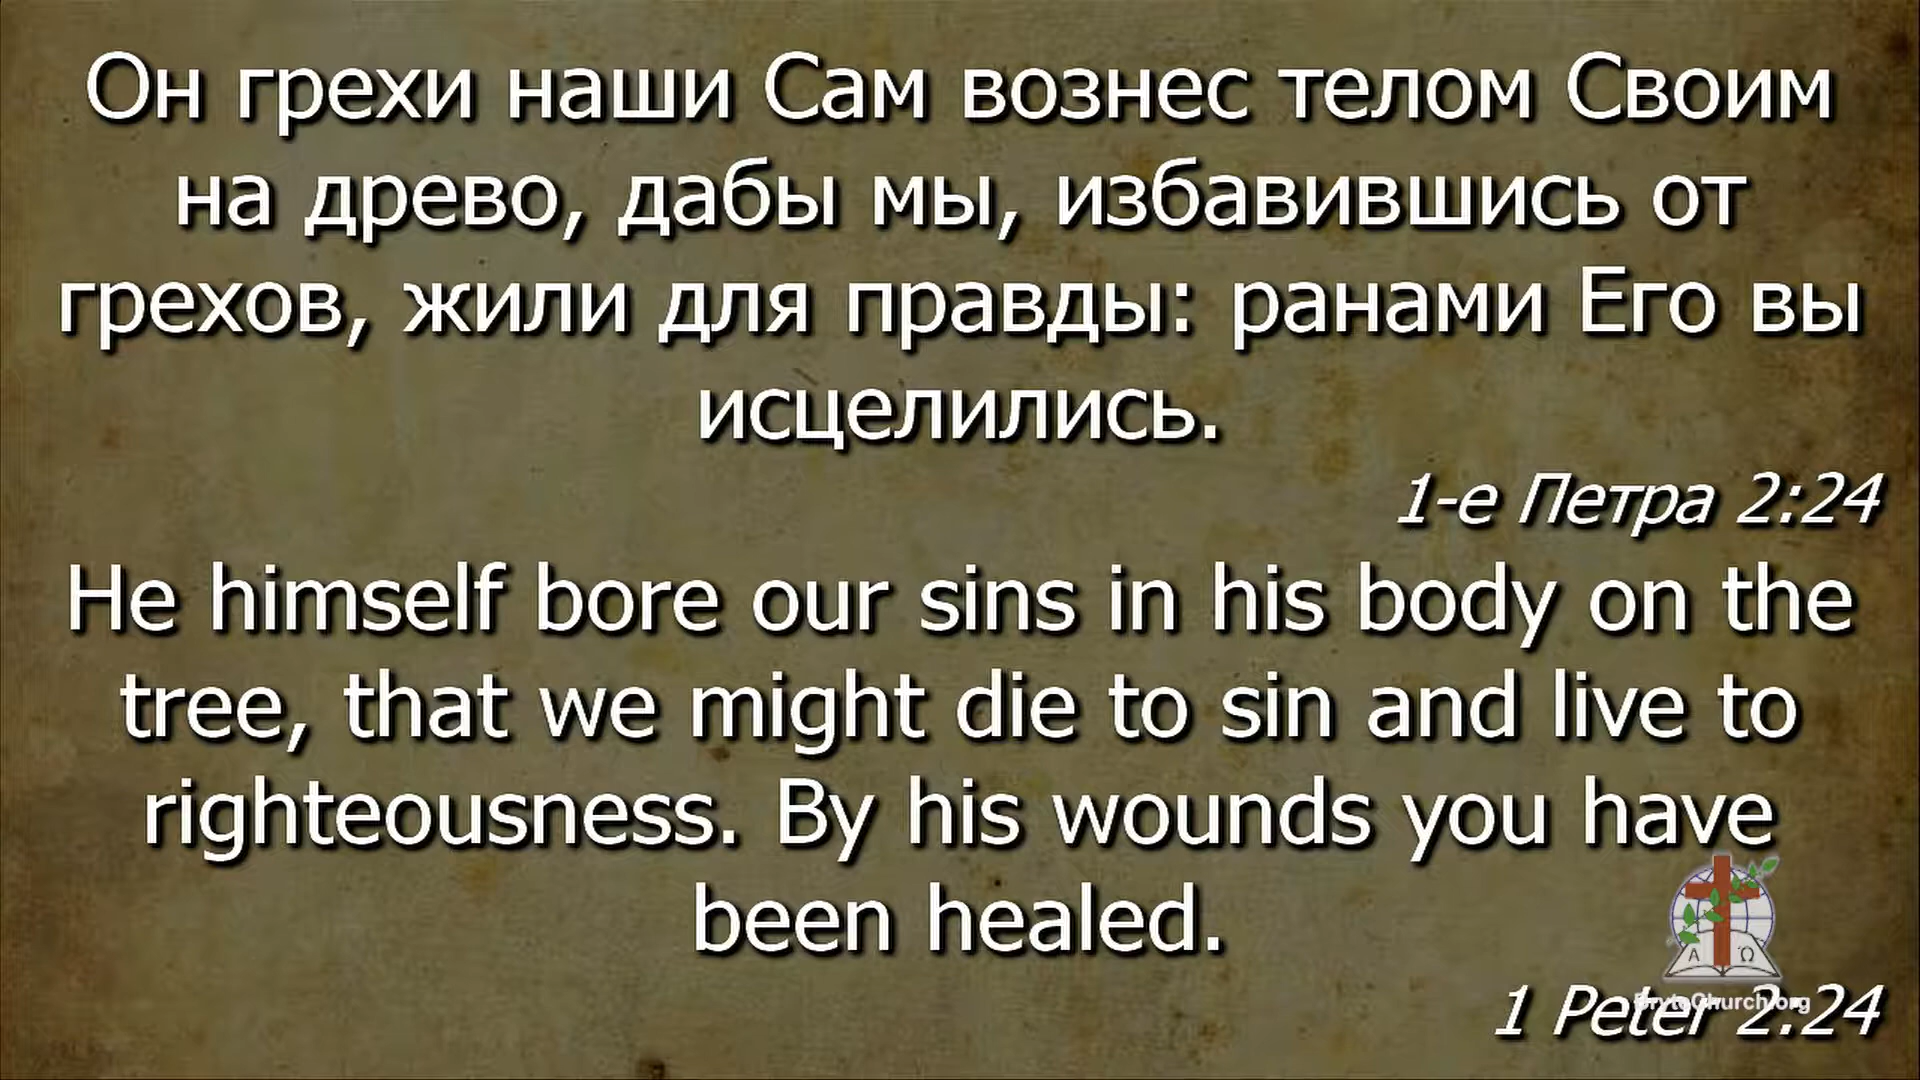 Он грехи наши Сам вознес телом Своим
на древо, дабы мы, избавившись от
грехов, жили для правды: ранами Его вы
исцелились.
1-е Петра 2:24
He himself bore our sins in his body on the
tree, that we might die to sin and live to
righteousness. By his wounds you have
been healed.
Α Ω
1 Peter 2:24